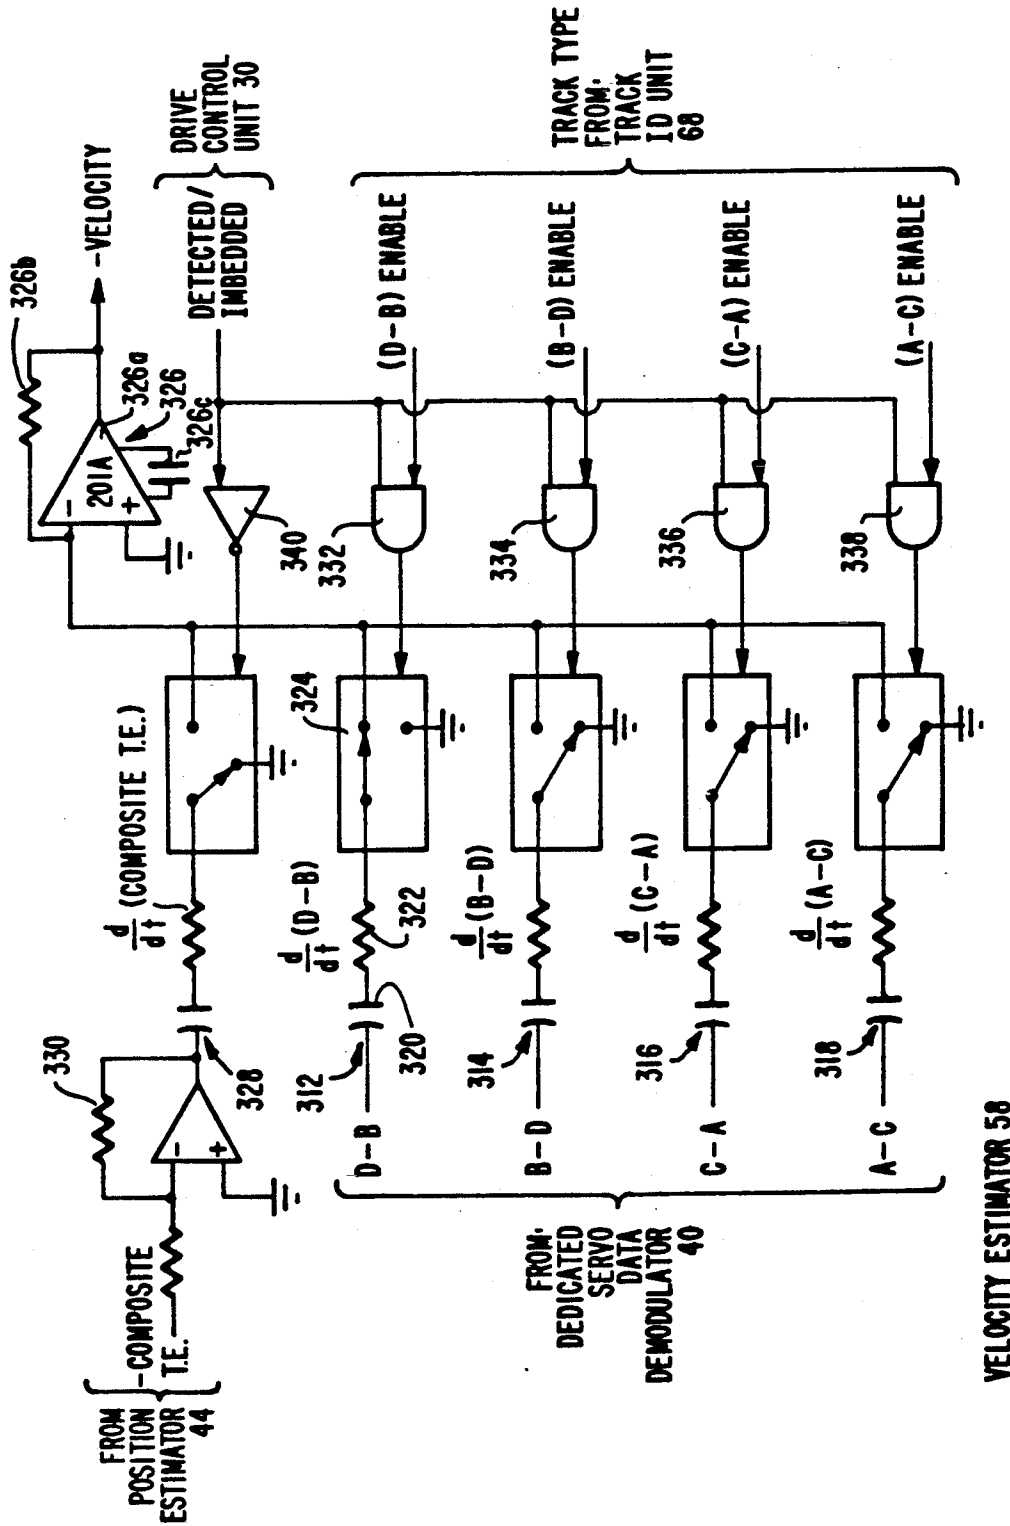 FROM
POSITION
ESTIMATOR
44
-COMPOSITE
T.E.
330
328
d/dt (COMPOSITE T.E.)
326b
-VELOCITY
201A
-
+
-
+
326a
326
326c
340
DETECTED/
IMBEDDED
DRIVE
CONTROL
UNIT 30
FROM:
DEDICATED
SERVO
DATA
DEMODULATOR
40
D-B
312
320
d/dt (D-B)
322
324
332
(D-B) ENABLE
B-D
314
d/dt (B-D)
334
(B-D) ENABLE
C-A
316
d/dt (C-A)
336
(C-A) ENABLE
A-C
318
d/dt (A-C)
338
(A-C) ENABLE
TRACK TYPE
FROM:
TRACK
ID UNIT
68
VELOCITY ESTIMATOR 58